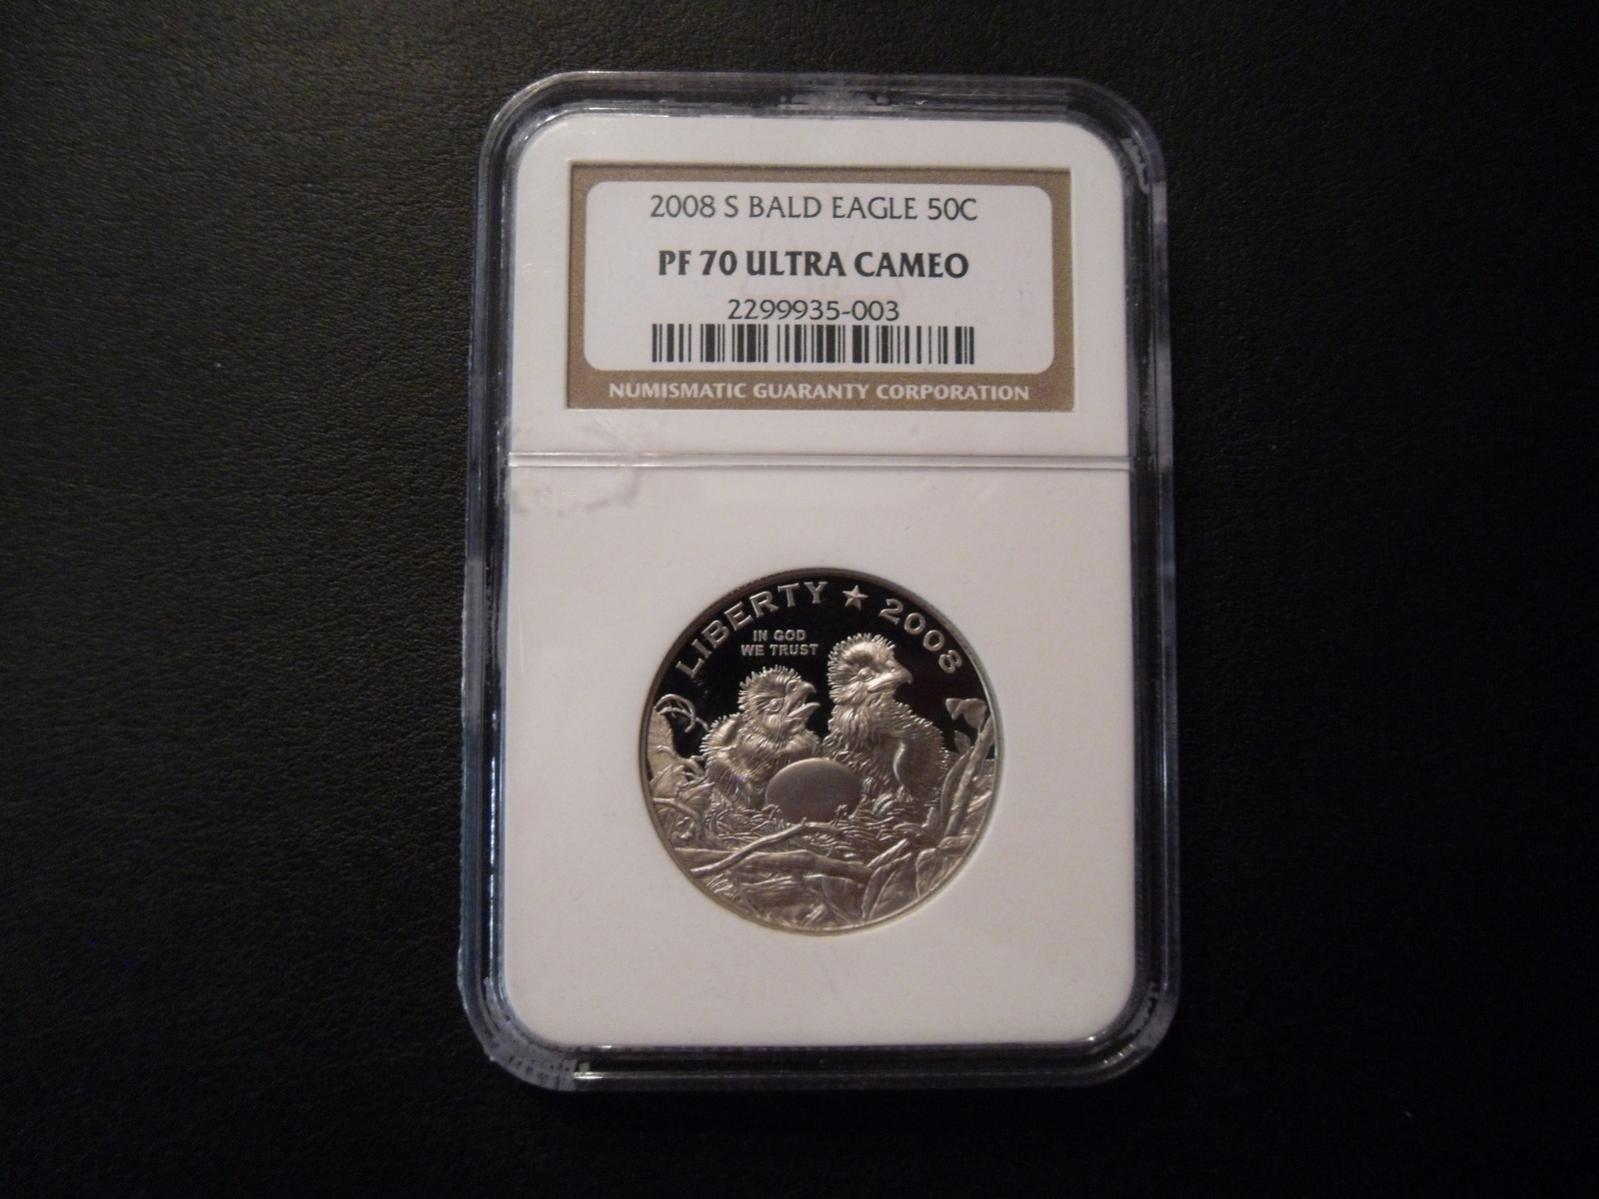 2008 S BALD EAGLE 50C
PF 70 ULTRA CAMEO
2299935-003
NUMISMATIC GUARANTY CORPORATION
LIBERTY ★ 2008
IN GOD
WE TRUST